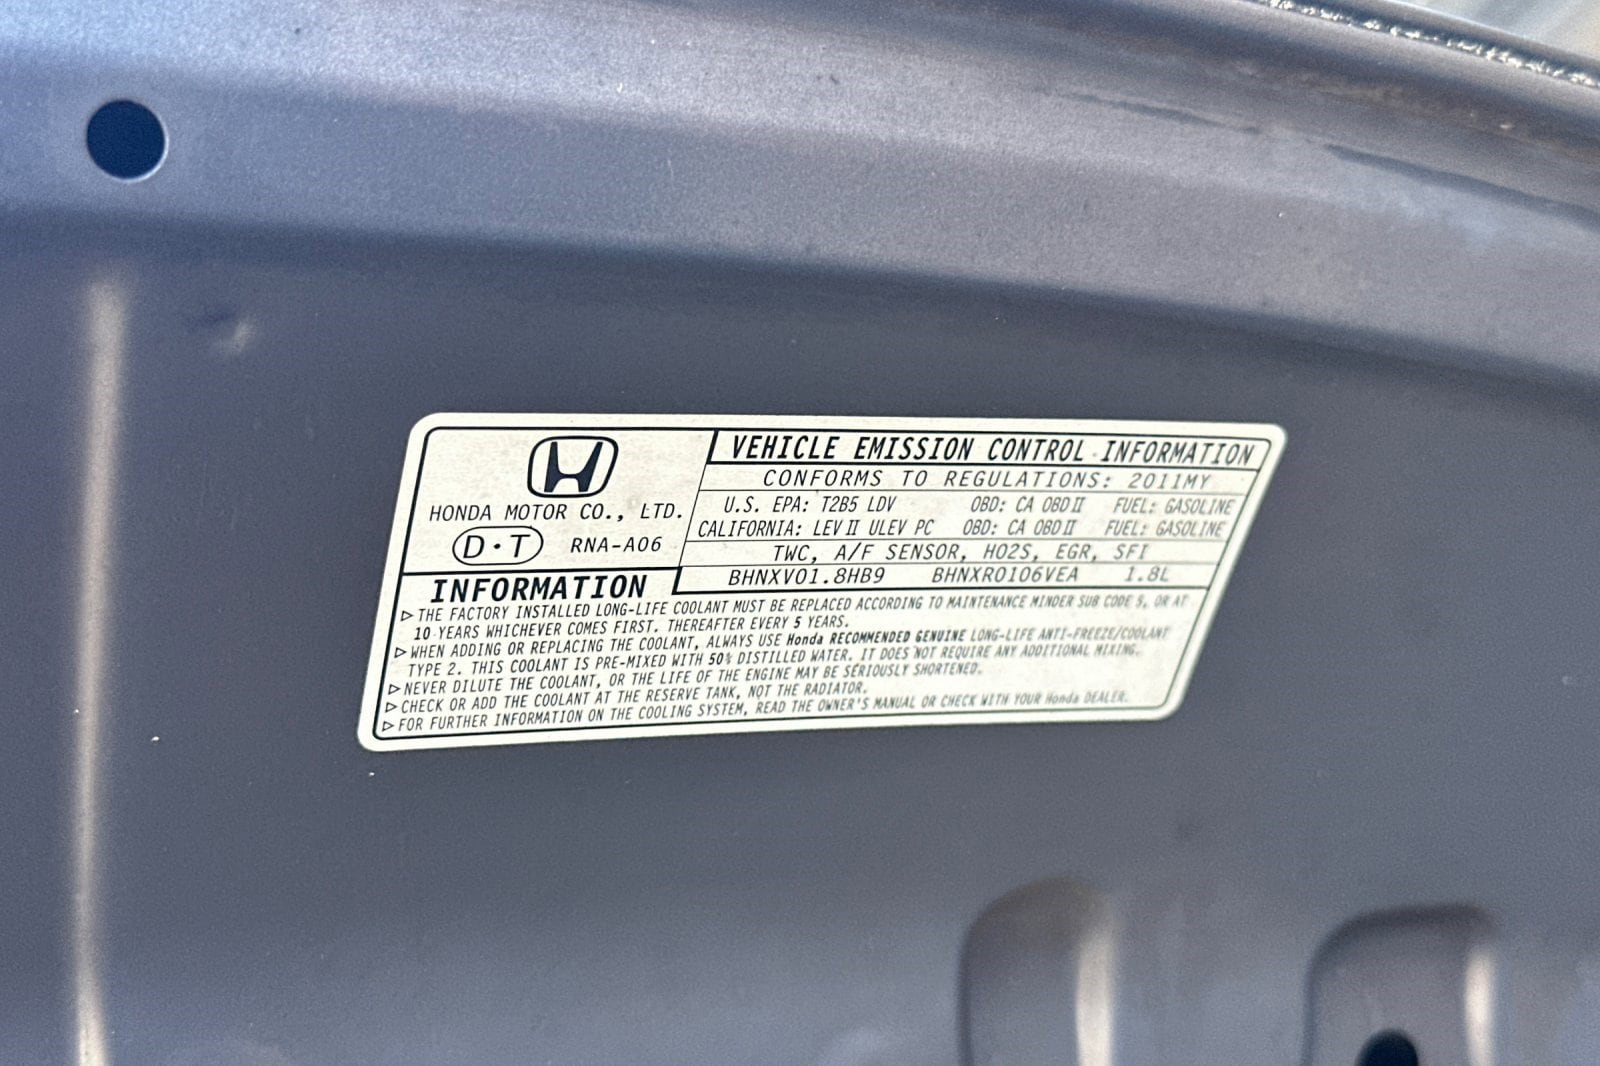 HONDA MOTOR CO., LTD.
D·T RNA-A06
VEHICLE EMISSION CONTROL INFORMATION
CONFORMS TO REGULATIONS: 2011MY
U.S. EPA: T2B5 LDV OBD: CA OBDⅡ FUEL: GASOLINE
CALIFORNIA: LEVⅡ ULEV PC OBD: CA OBDⅡ FUEL: GASOLINE
TWC, A/F SENSOR, HO2S, EGR, SFI
BHNXV01.8HB9 BHNXR0106VEA 1.8L
INFORMATION
▷THE FACTORY INSTALLED LONG-LIFE COOLANT MUST BE REPLACED ACCORDING TO MAINTENANCE MINDER SUB CODE 5, OR AT
10 YEARS WHICHEVER COMES FIRST. THEREAFTER EVERY 5 YEARS.
▷WHEN ADDING OR REPLACING THE COOLANT, ALWAYS USE Honda RECOMMENDED GENUINE LONG-LIFE ANTI-FREEZE/COOLANT
TYPE 2. THIS COOLANT IS PRE-MIXED WITH 50% DISTILLED WATER. IT DOES NOT REQUIRE ANY ADDITIONAL MIXING.
▷NEVER DILUTE THE COOLANT, OR THE LIFE OF THE ENGINE MAY BE SERIOUSLY SHORTENED.
▷CHECK OR ADD THE COOLANT AT THE RESERVE TANK, NOT THE RADIATOR.
▷FOR FURTHER INFORMATION ON THE COOLING SYSTEM, READ THE OWNER'S MANUAL OR CHECK WITH YOUR Honda DEALER.